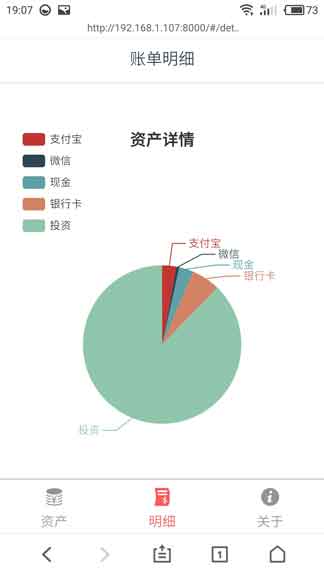 19:07 73
http://192.168.1.107:8000/#/det..
账单明细
资产详情
支付宝
微信
现金
银行卡
投资
支付宝
微信
现金
银行卡
投资
资产 明细 关于
1